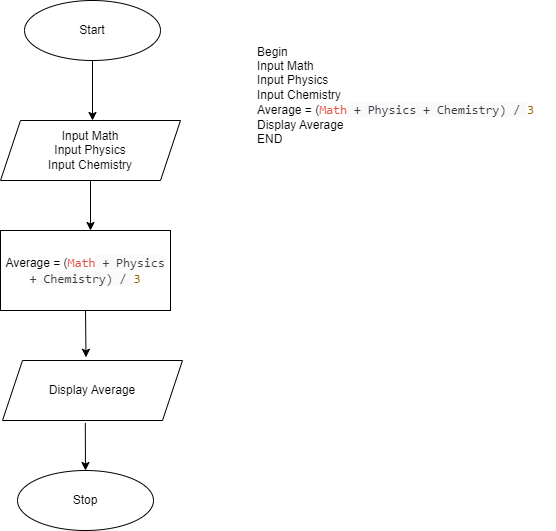 Start
Input Math
Input Physics
Input Chemistry
Average = (Math + Physics
+ Chemistry) / 3
Display Average
Stop
Begin
Input Math
Input Physics
Input Chemistry
Average = (Math + Physics + Chemistry) / 3
Display Average
END